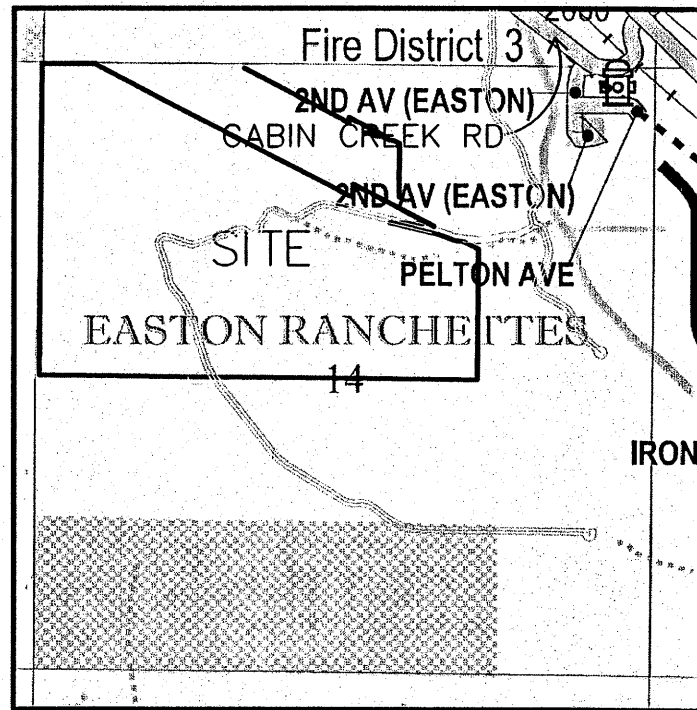 2080
Fire District 3
2ND AV (EASTON)
CABIN CREEK RD
2ND AV (EASTON)
SITE
PELTON AVE
EASTON RANCHETTES
14
IRON